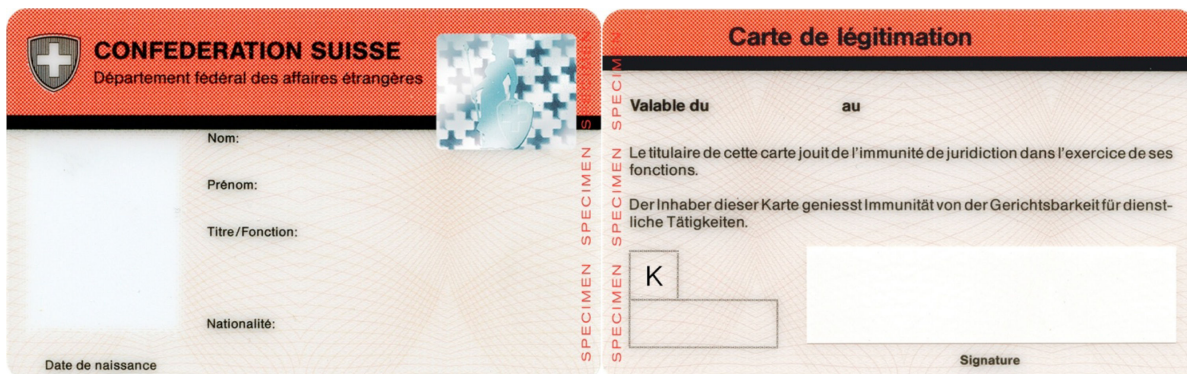 CONFEDERATION SUISSE
Département fédéral des affaires étrangères
Nom:
Prénom:
Titre/Fonction:
Nationalité:
Date de naissance
SPECIMEN SPECIMEN SPECIMEN S
SPECIMEN SPECIMEN SPECIMEN SPECIMEN
Carte de légitimation
Valable du au
Le titulaire de cette carte jouit de l'immunité de juridiction dans l'exercice de ses
fonctions.
Der Inhaber dieser Karte geniesst Immunität von der Gerichtsbarkeit für dienst-
liche Tätigkeiten.
K
Signature